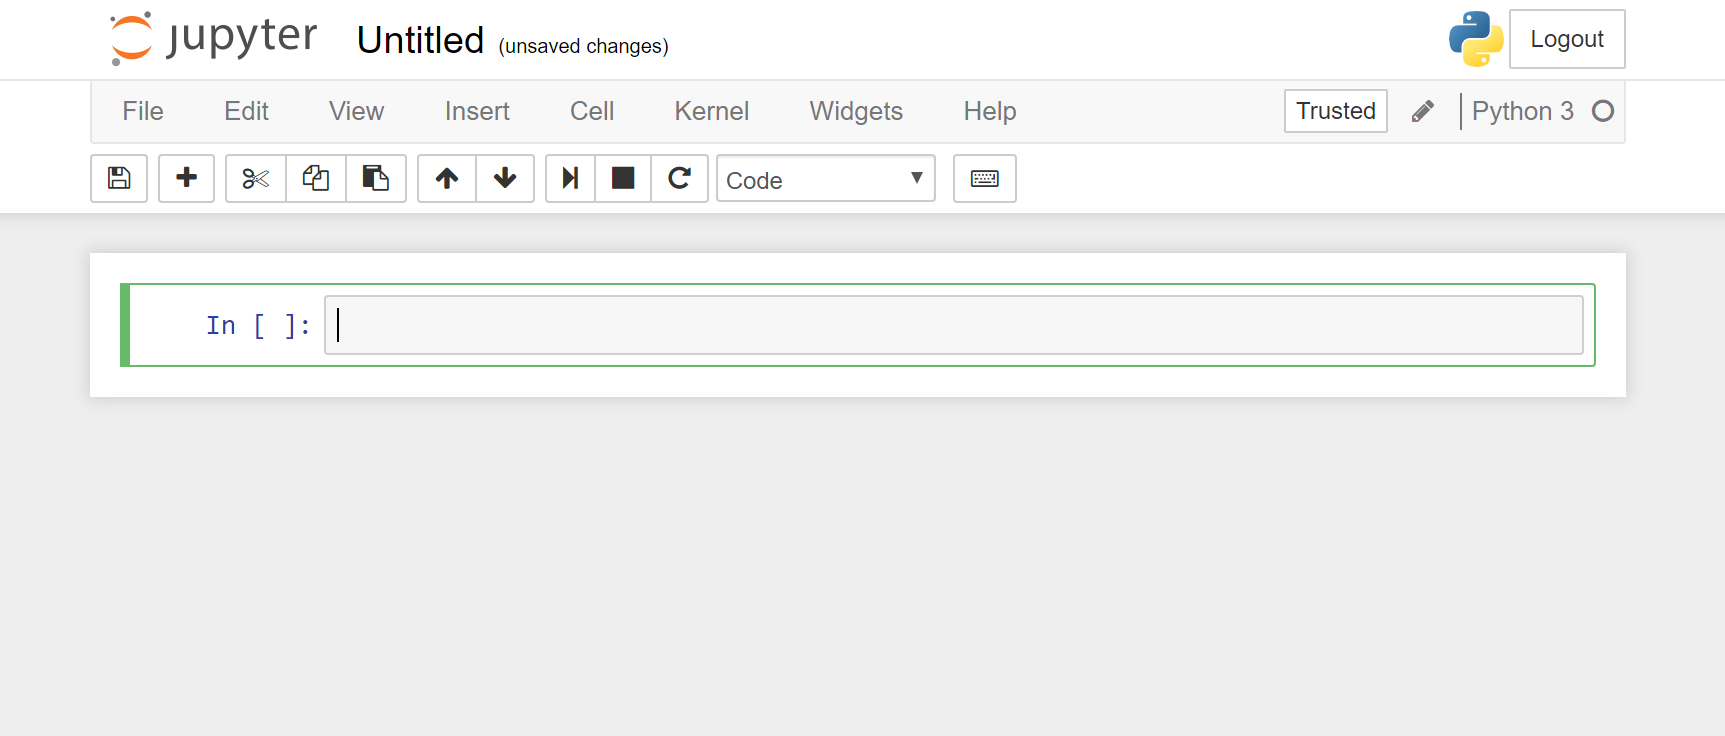 jupyter Untitled (unsaved changes) Logout
File Edit View Insert Cell Kernel Widgets Help Trusted Python 3
Code
In [ ]: